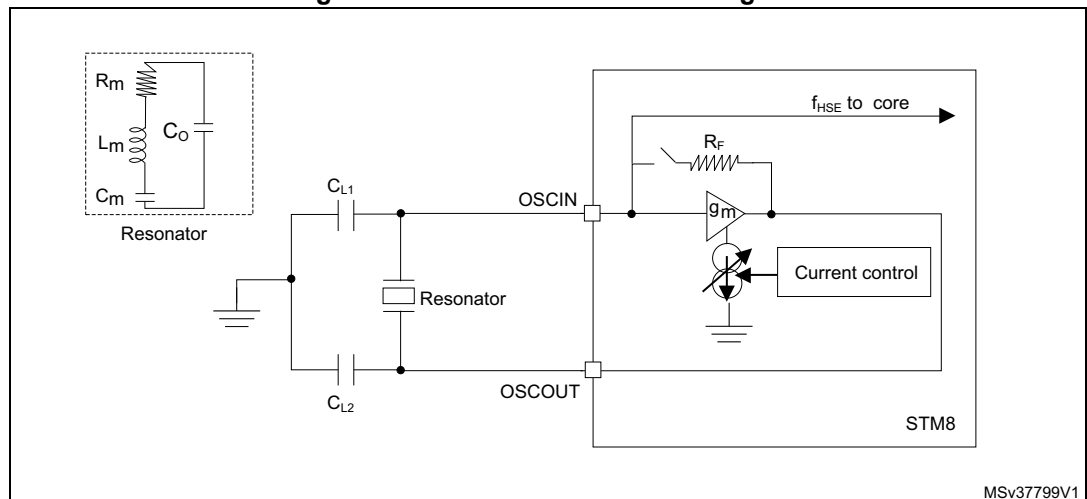 Rm
Lm
CO
Cm
Resonator
CL1
CL2
Resonator
OSCIN
OSCOUT
fHSE to core
RF
gm
Current control
STM8
MSv37799V1